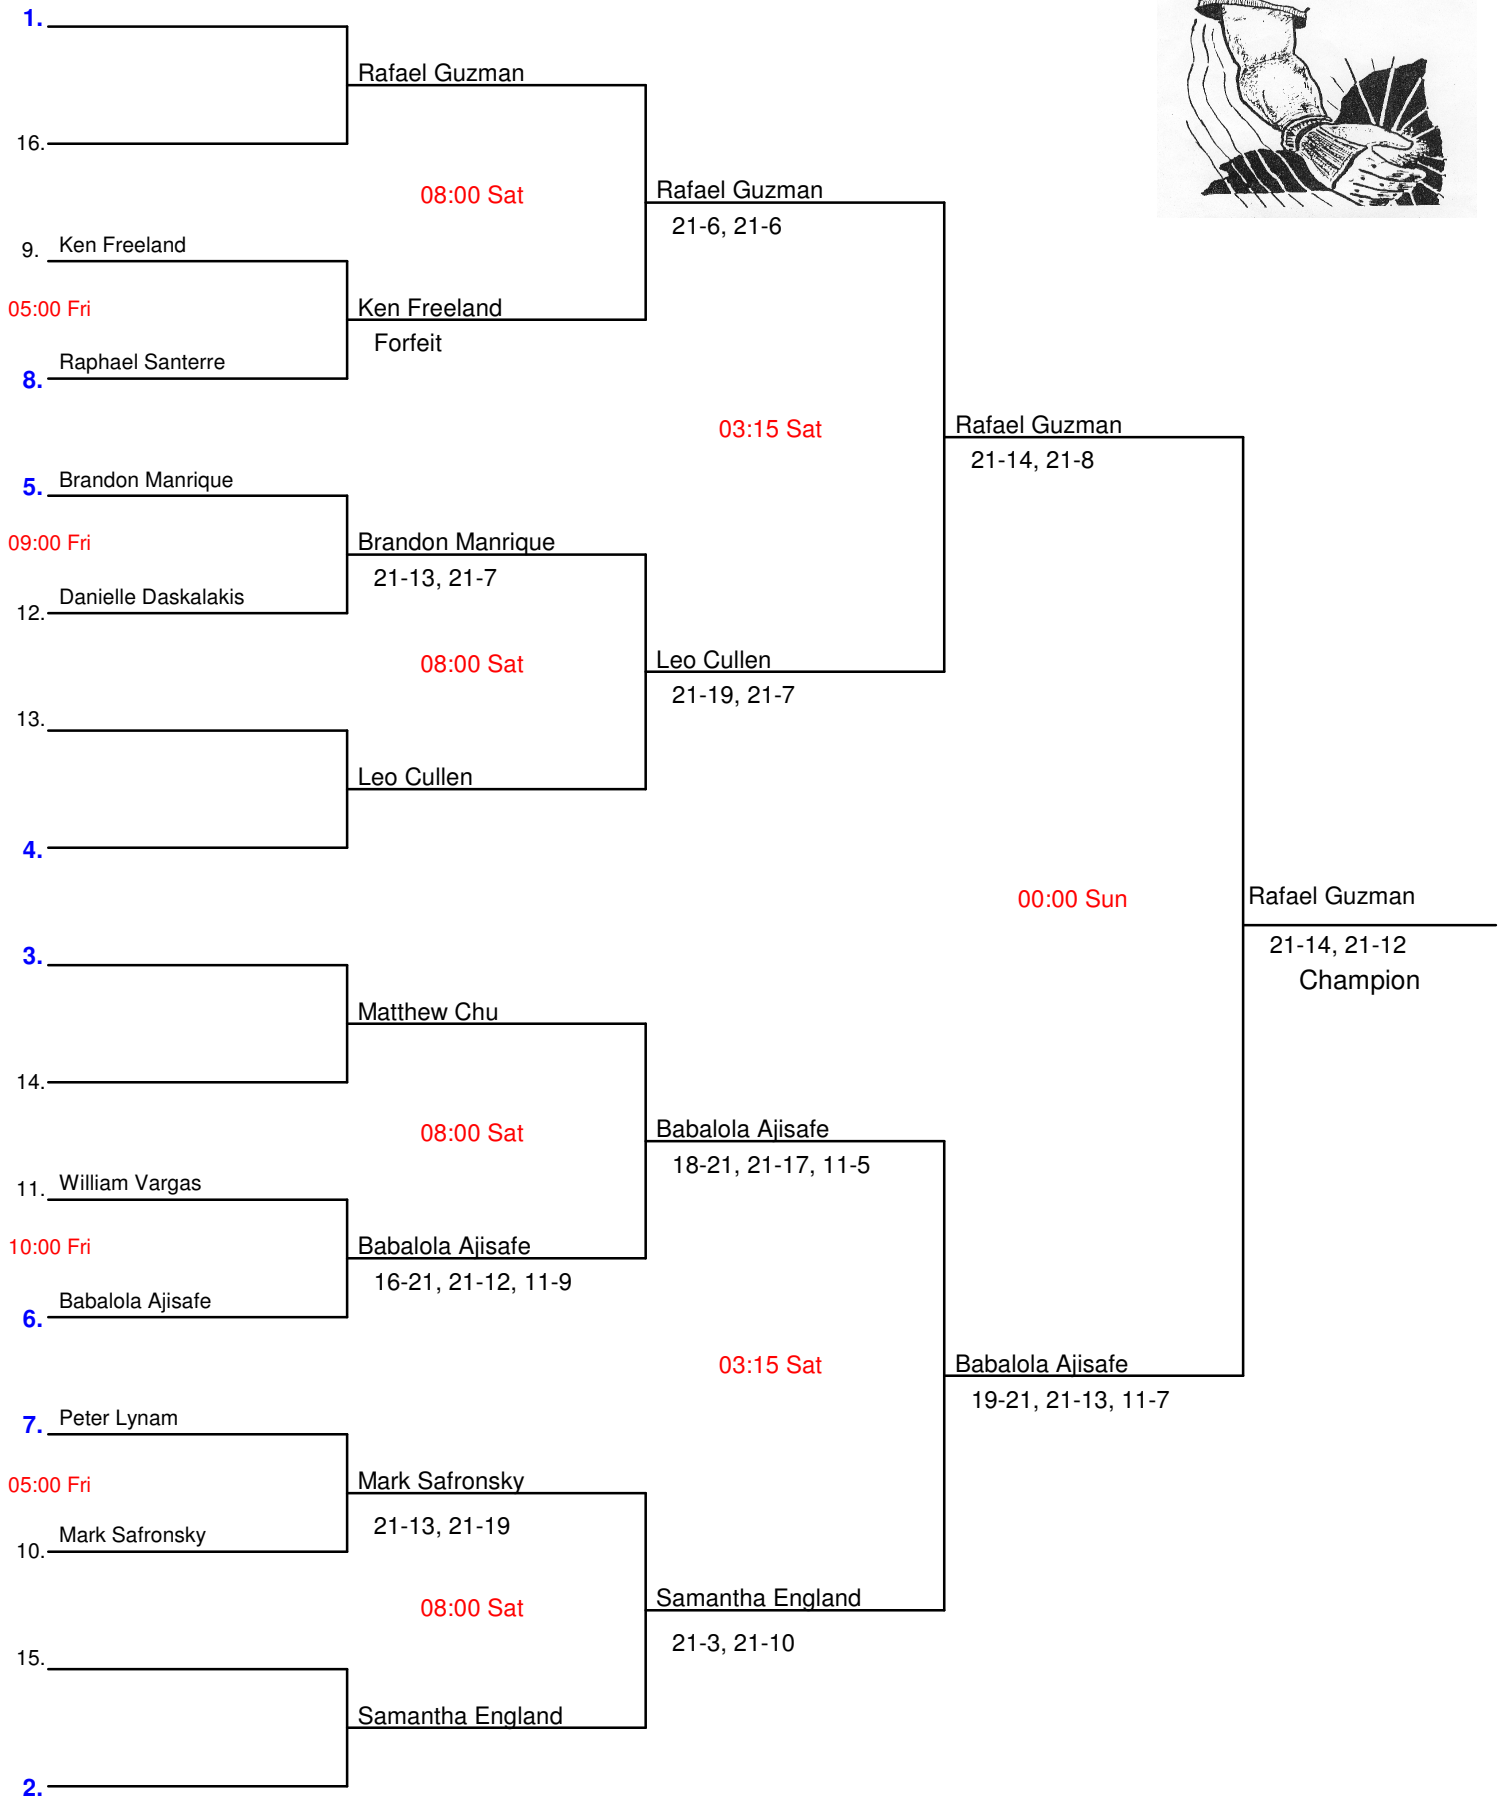 1.
Rafael Guzman
16.
08:00 Sat
Rafael Guzman
21-6, 21-6
9. Ken Freeland
05:00 Fri
Ken Freeland
Forfeit
8. Raphael Santerre
03:15 Sat
Rafael Guzman
21-14, 21-8
5. Brandon Manrique
09:00 Fri
Brandon Manrique
21-13, 21-7
12. Danielle Daskalakis
08:00 Sat
Leo Cullen
21-19, 21-7
13.
Leo Cullen
4.
00:00 Sun
Rafael Guzman
21-14, 21-12
Champion
3.
Matthew Chu
14.
08:00 Sat
Babalola Ajisafe
18-21, 21-17, 11-5
11. William Vargas
10:00 Fri
Babalola Ajisafe
16-21, 21-12, 11-9
6. Babalola Ajisafe
03:15 Sat
Babalola Ajisafe
19-21, 21-13, 11-7
7. Peter Lynam
05:00 Fri
Mark Safronsky
21-13, 21-19
10. Mark Safronsky
08:00 Sat
Samantha England
21-3, 21-10
15.
Samantha England
2.